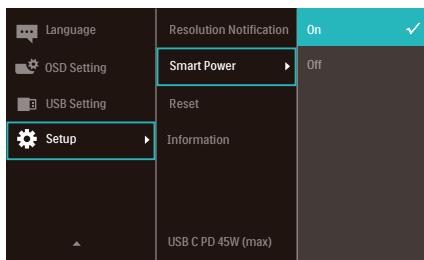 Language
OSD Setting
USB Setting
Setup
Resolution Notification
Smart Power
Reset
Information
USB C PD 45W (max)
On
Off